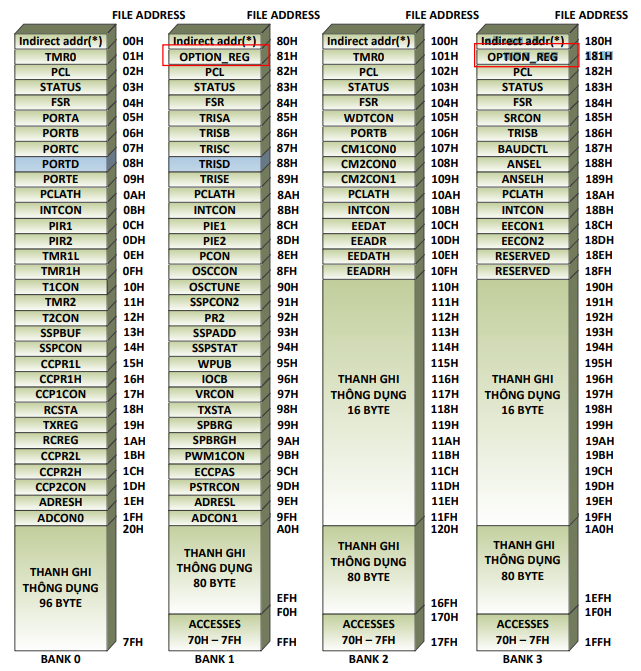 FILE ADDRESS FILE ADDRESS FILE ADDRESS FILE ADDRESS
Indirect addr(*) 00H Indirect addr(*) 80H Indirect addr(*) 100H Indirect addr(*) 180H
TMR0 01H OPTION_REG 81H TMR0 101H OPTION_REG 181H
PCL 02H PCL 82H PCL 102H PCL 182H
STATUS 03H STATUS 83H STATUS 103H STATUS 183H
FSR 04H FSR 84H FSR 104H FSR 184H
PORTA 05H TRISA 85H WDTCON 105H SRCON 185H
PORTB 06H TRISB 86H PORTB 106H TRISB 186H
PORTC 07H TRISC 87H CM1CON0 107H BAUDCTL 187H
PORTD 08H TRISD 88H CM2CON0 108H ANSEL 188H
PORTE 09H TRISE 89H CM2CON1 109H ANSELH 189H
PCLATH 0AH PCLATH 8AH PCLATH 10AH PCLATH 18AH
INTCON 0BH INTCON 8BH INTCON 10BH INTCON 18BH
PIR1 0CH PIE1 8CH EEDAT 10CH EECON1 18CH
PIR2 0DH PIE2 8DH EEADR 10DH EECON2 18DH
TMR1L 0EH PCON 8EH EEDATH 10EH RESERVED 18EH
TMR1H 0FH OSCCON 8FH EEADRH 10FH RESERVED 18FH
T1CON 10H OSCTUNE 90H 110H 190H
TMR2 11H SSPCON2 91H 111H 191H
T2CON 12H PR2 92H 112H 192H
SSPBUF 13H SSPADD 93H 113H 193H
SSPCON 14H SSPSTAT 94H 114H 194H
CCPR1L 15H WPUB 95H 115H 195H
CCPR1H 16H IOCB 96H THANH GHI 116H THANH GHI 196H
CCP1CON 17H VRCON 97H THÔNG DỤNG 117H THÔNG DỤNG 197H
RCSTA 18H TXSTA 98H 16 BYTE 118H 16 BYTE 198H
TXREG 19H SPBRG 99H 119H 199H
RCREG 1AH SPBRGH 9AH 11AH 19AH
CCPR2L 1BH PWM1CON 9BH 11BH 19BH
CCPR2H 1CH ECCPAS 9CH 11CH 19CH
CCP2CON 1DH PSTRCON 9DH 11DH 19DH
ADRESH 1EH ADRESL 9EH 11EH 19EH
ADCON0 1FH ADCON1 9FH 11FH 19FH
20H A0H 120H 1A0H
THANH GHI THANH GHI THANH GHI THANH GHI
THÔNG DỤNG THÔNG DỤNG THÔNG DỤNG THÔNG DỤNG
96 BYTE 80 BYTE 80 BYTE 80 BYTE
EFH 16FH 1EFH
F0H 170H 1F0H
ACCESSES ACCESSES ACCESSES
7FH 70H – 7FH FFH 70H – 7FH 17FH 70H – 7FH 1FFH
BANK 0 BANK 1 BANK 2 BANK 3